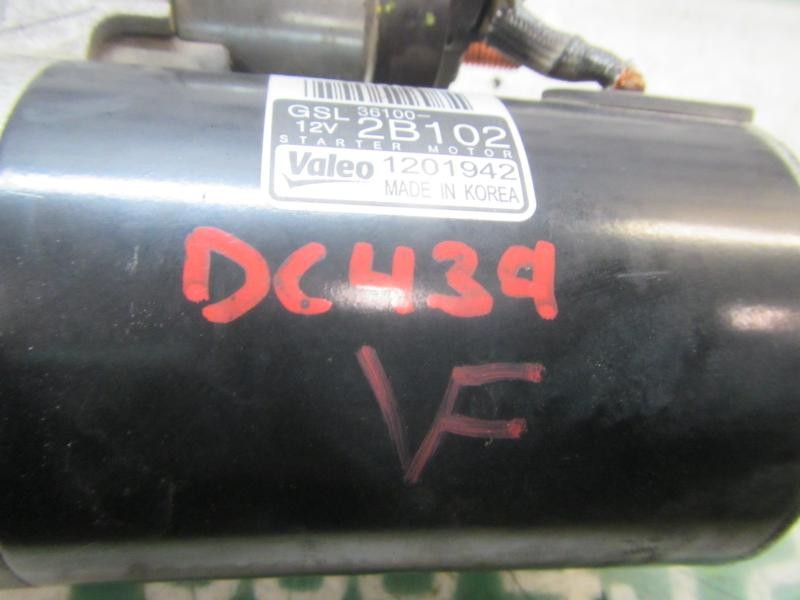 GSL 36100-
12V 2B102
STARTER MOTOR
Valeo 1201942
MADE IN KOREA
DC439
VF